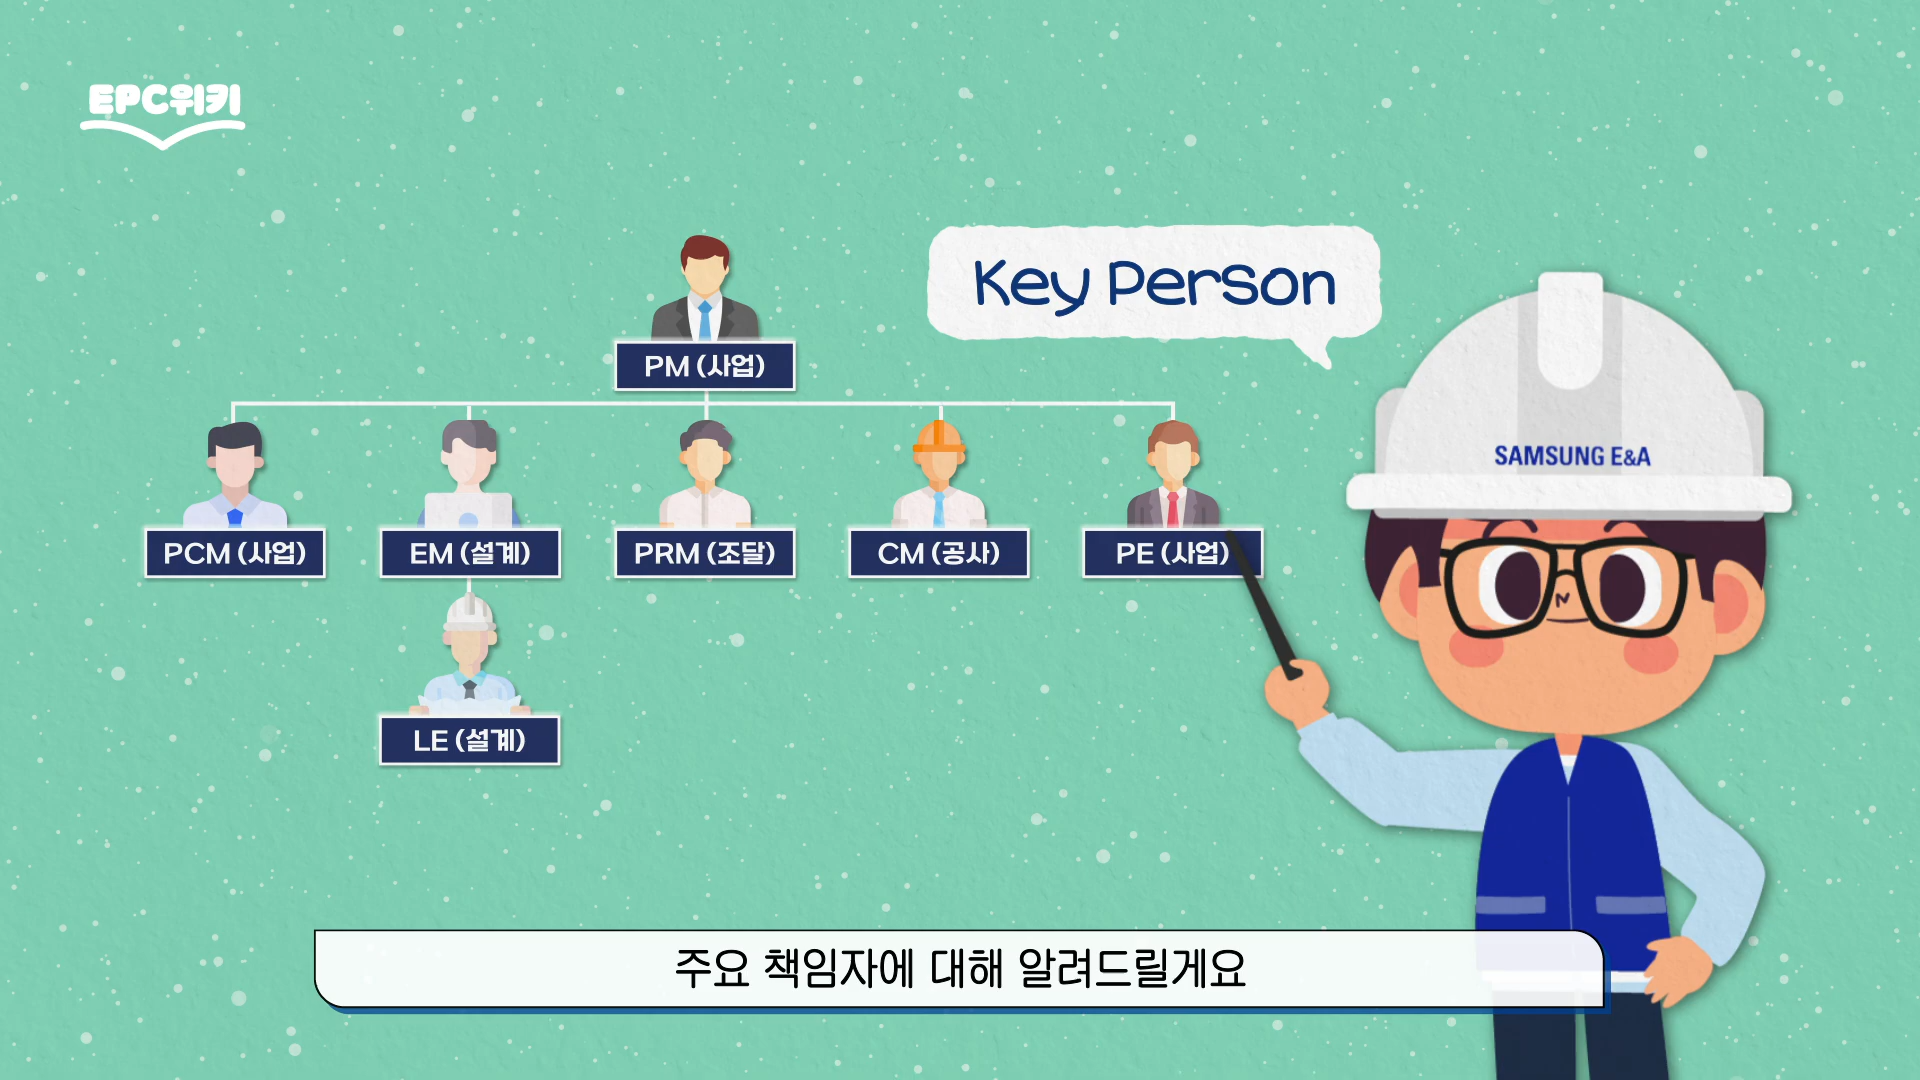 EPC위키
Key Person
PM (사업)
PCM (사업)
EM (설계)
PRM (조달)
CM (공사)
PE (사업)
LE (설계)
SAMSUNG E&A
주요 책임자에 대해 알려드릴게요